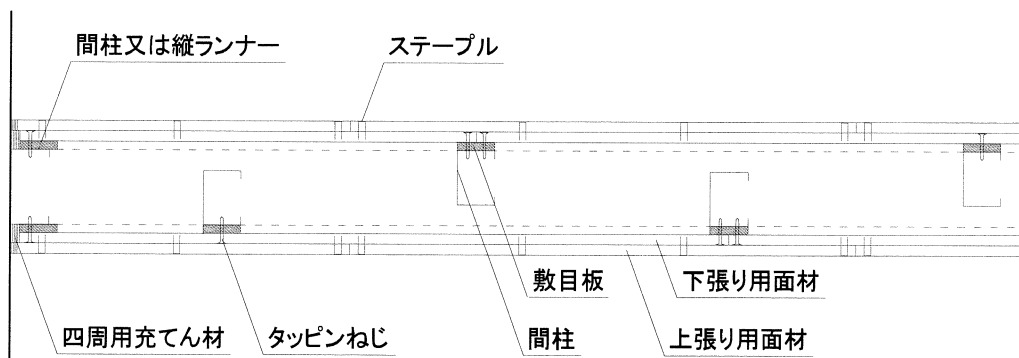 間柱又は縦ランナー
ステープル
敷目板
下張り用面材
四周用充てん材
タッピンねじ
間柱
上張り用面材